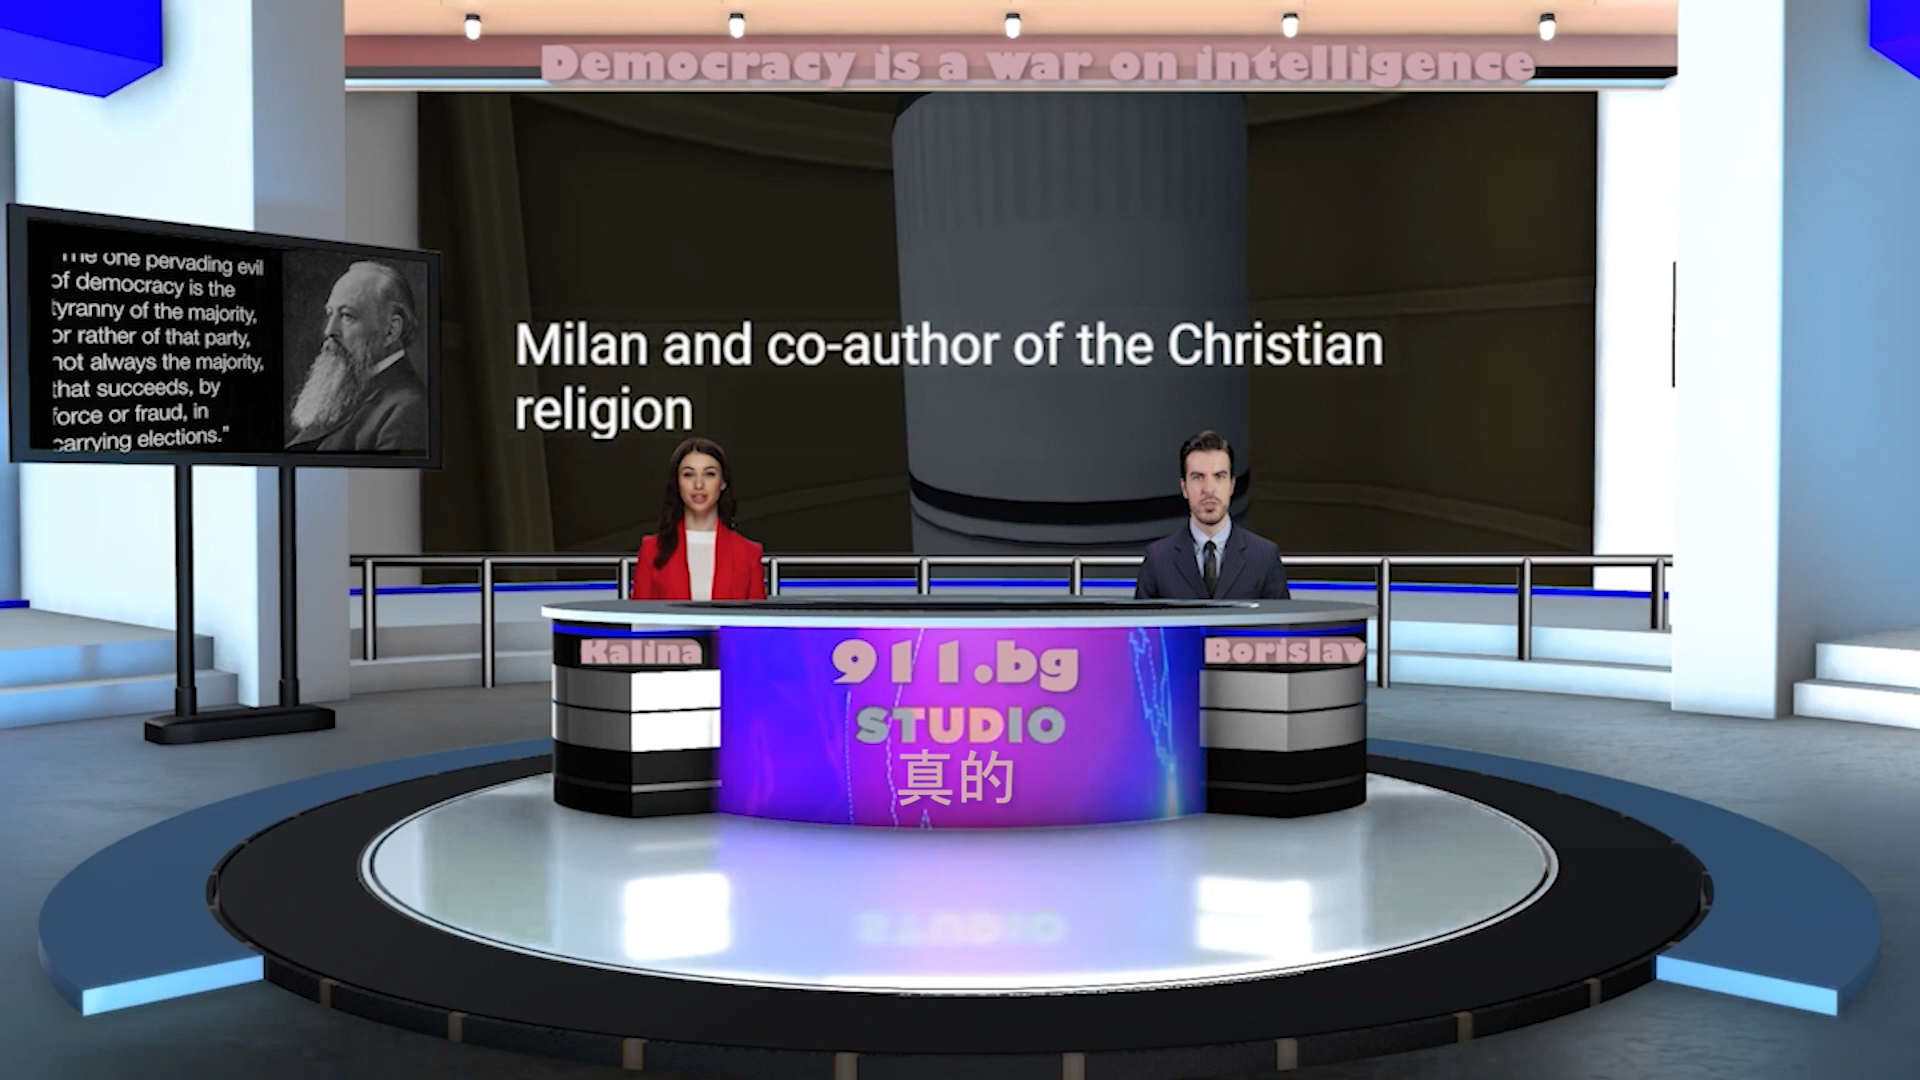 Democracy is a war on intelligence
"The one pervading evil
of democracy is the
tyranny of the majority,
or rather of that party,
not always the majority,
that succeeds, by
force or fraud, in
carrying elections."
Milan and co-author of the Christian
religion
Kalina
911.bg
Borislav
STUDIO
真的